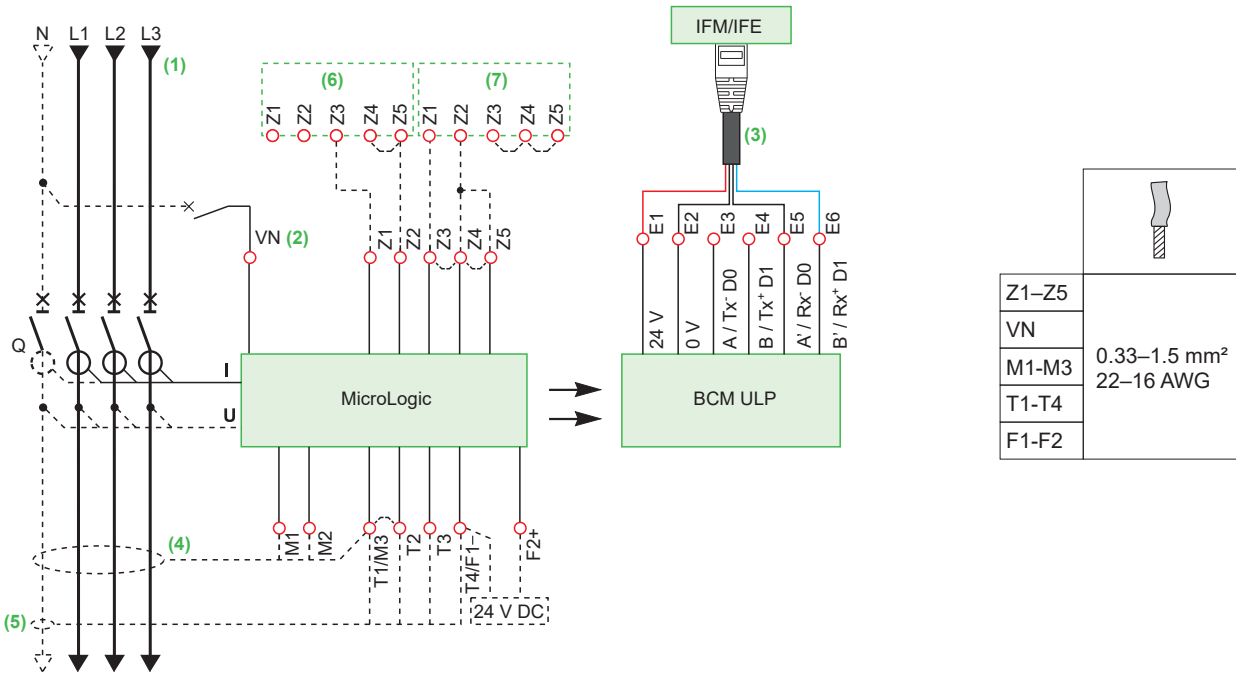 N L1 L2 L3
(1)
IFM/IFE
(6) (7)
Z1 Z2 Z3 Z4 Z5 Z1 Z2 Z3 Z4 Z5
(3)
VN (2)
Z1 Z2 Z3 Z4 Z5
E1 E2 E3 E4 E5 E6
24 V
0 V
A / Tx- D0
B / Tx+ D1
A' / Rx- D0
B' / Rx+ D1
Q
I
U
MicroLogic
BCM ULP
M1 M2 T1/M3 T2 T3 T4/F1– F2+
(4)
24 V DC
(5)
Z1–Z5
VN
M1-M3
T1-T4
F1-F2
0.33–1.5 mm²
22–16 AWG